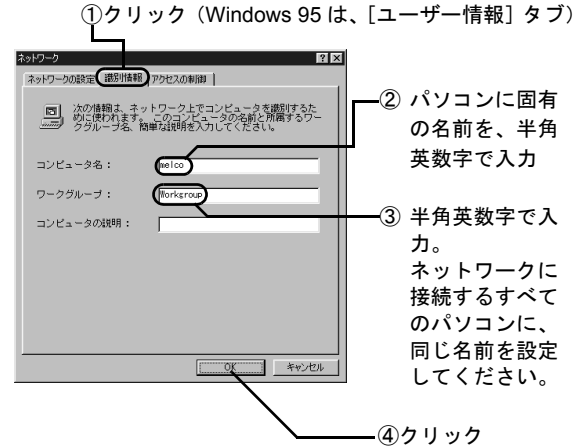 ①クリック（Windows 95 は、［ユーザー情報］タブ）
ネットワーク
ネットワークの設定 識別情報 アクセスの制御
次の情報は、ネットワーク上でコンピュータを識別するた
めに使われます。このコンピュータの名前と所属するワー
クグループ名、簡単な説明を入力してください。
コンピュータ名： melco
ワークグループ： Workgroup
コンピュータの説明：
OK キャンセル
② パソコンに固有
の名前を、半角
英数字で入力
③ 半角英数字で入
力。
ネットワークに
接続するすべて
のパソコンに、
同じ名前を設定
してください。
④クリック